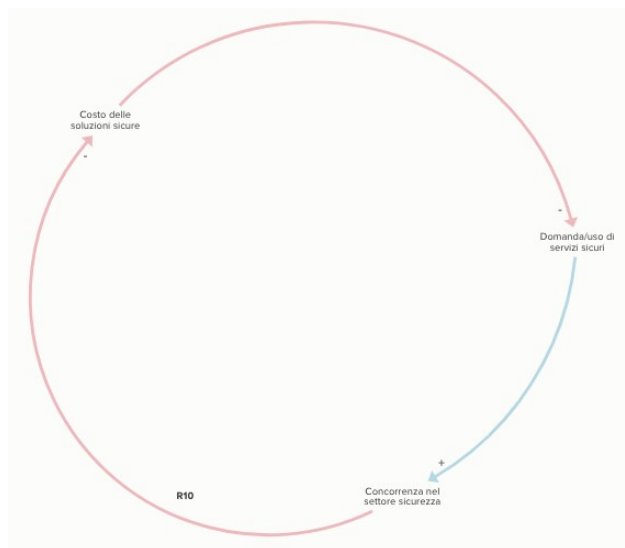 Costo delle
soluzioni sicure
-
-
Domanda/uso di
servizi sicuri
+
Concorrenza nel
settore sicurezza
R10